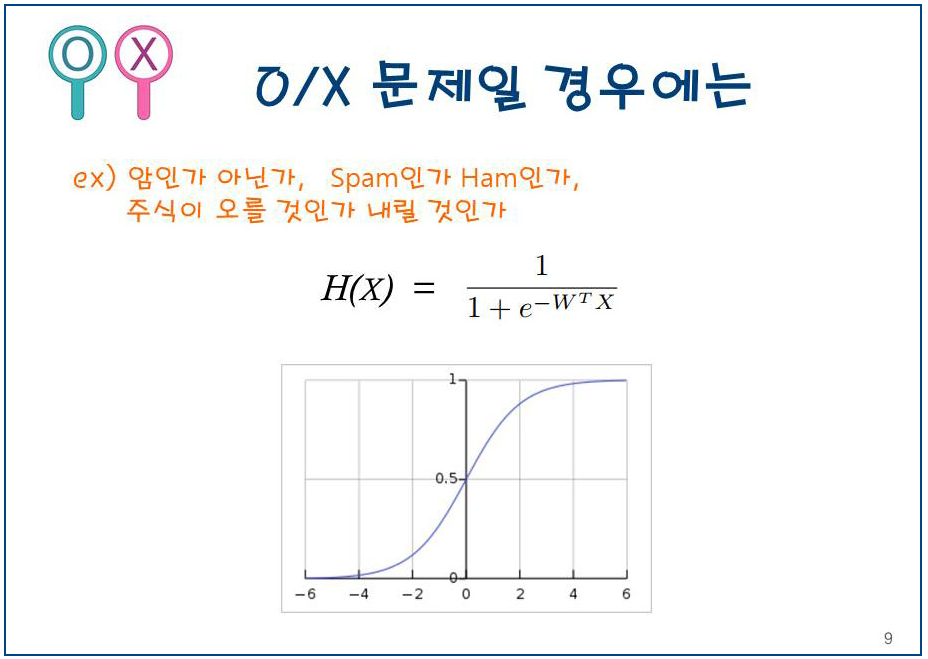 O X
O/X 문제일 경우에는
ex) 암인가 아닌가, Spam인가 Ham인가,
주식이 오를 것인가 내릴 것인가
H(X) = 1 / (1 + e^{-W^T X})
1
0.5
0
-6 -4 -2 0 2 4 6
9